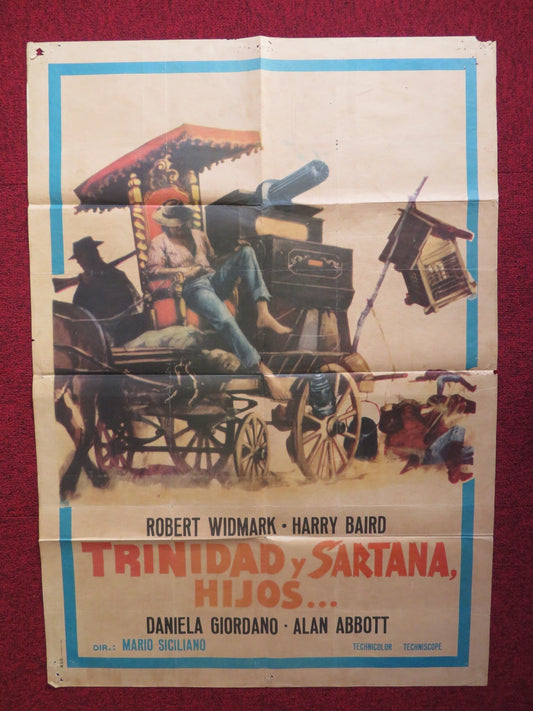 ROBERT WIDMARK · HARRY BAIRD
TRINIDAD y SARTANA,
HIJOS...
DANIELA GIORDANO · ALAN ABBOTT
DIR.: MARIO SICILIANO
TECHNICOLOR TECHNISCOPE